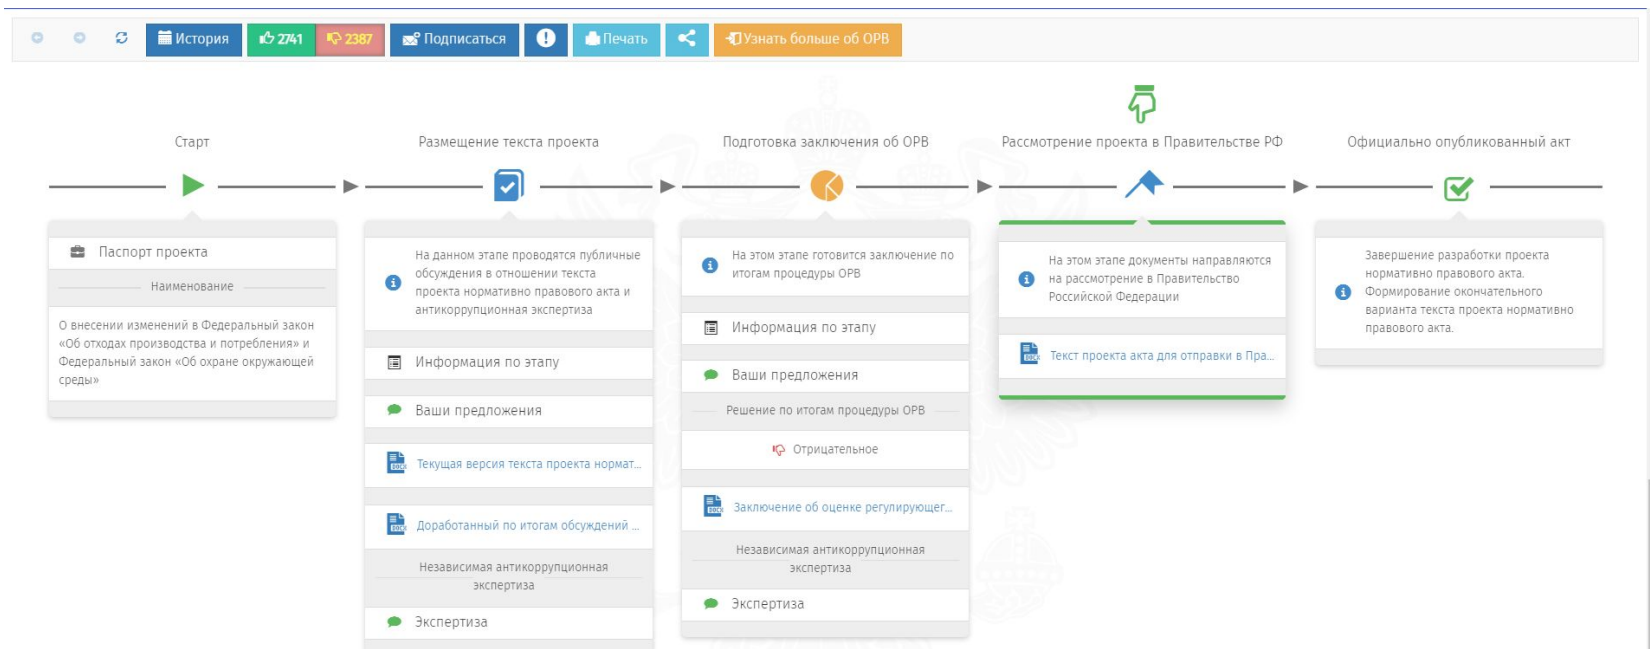 История
2741
2387
Подписаться
Печать
Узнать больше об ОРВ
Старт
Размещение текста проекта
Подготовка заключения об ОРВ
Рассмотрение проекта в Правительстве РФ
Официально опубликованный акт
Паспорт проекта
Наименование
О внесении изменений в Федеральный закон
«Об отходах производства и потребления» и
Федеральный закон «Об охране окружающей
среды»
На данном этапе проводятся публичные
обсуждения в отношении текста
проекта нормативно правового акта и
антикоррупционная экспертиза
Информация по этапу
Ваши предложения
DOCX
Текущая версия текста проекта нормат...
DOCX
Доработанный по итогам обсуждений ...
Независимая антикоррупционная
экспертиза
Экспертиза
На этом этапе готовится заключение по
итогам процедуры ОРВ
Информация по этапу
Ваши предложения
Решение по итогам процедуры ОРВ
Отрицательное
DOCX
Заключение об оценке регулирующег...
Независимая антикоррупционная
экспертиза
Экспертиза
На этом этапе документы направляются
на рассмотрение в Правительство
Российской Федерации
DOCX
Текст проекта акта для отправки в Пра...
Завершение разработки проекта
нормативно правового акта.
Формирование окончательного
варианта текста проекта нормативно
правового акта.